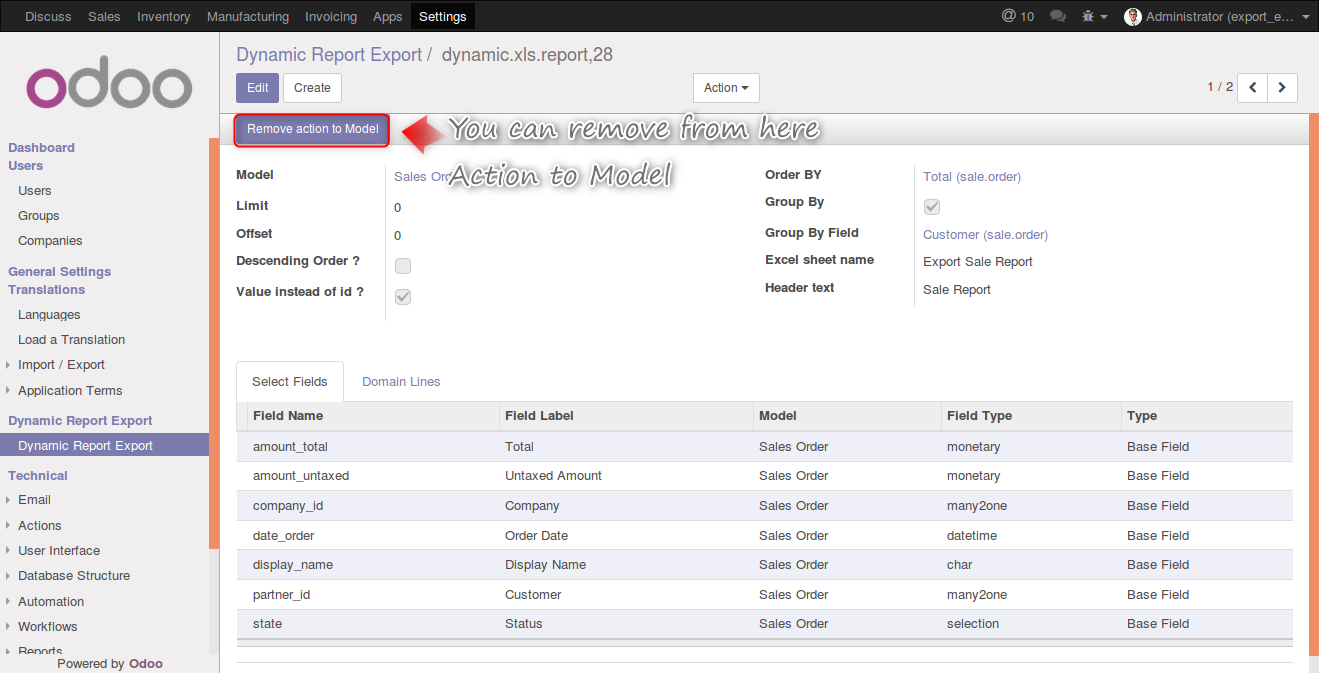 Discuss Sales Inventory Manufacturing Invoicing Apps Settings @ 10 Administrator (export_e...
odoo
Dashboard
Users
Users
Groups
Companies
General Settings
Translations
Languages
Load a Translation
Import / Export
Application Terms
Dynamic Report Export
Dynamic Report Export
Technical
Email
Actions
User Interface
Database Structure
Automation
Workflows
Reports
Powered by Odoo
Dynamic Report Export / dynamic.xls.report,28
Edit Create Action 1 / 2
Remove action to Model
You can remove from here
Action to Model
Model Sales Ord
Limit 0
Offset 0
Descending Order ?
Value instead of id ?
Order BY Total (sale.order)
Group By
Group By Field Customer (sale.order)
Excel sheet name Export Sale Report
Header text Sale Report
Select Fields Domain Lines
Field Name Field Label Model Field Type Type
amount_total Total Sales Order monetary Base Field
amount_untaxed Untaxed Amount Sales Order monetary Base Field
company_id Company Sales Order many2one Base Field
date_order Order Date Sales Order datetime Base Field
display_name Display Name Sales Order char Base Field
partner_id Customer Sales Order many2one Base Field
state Status Sales Order selection Base Field